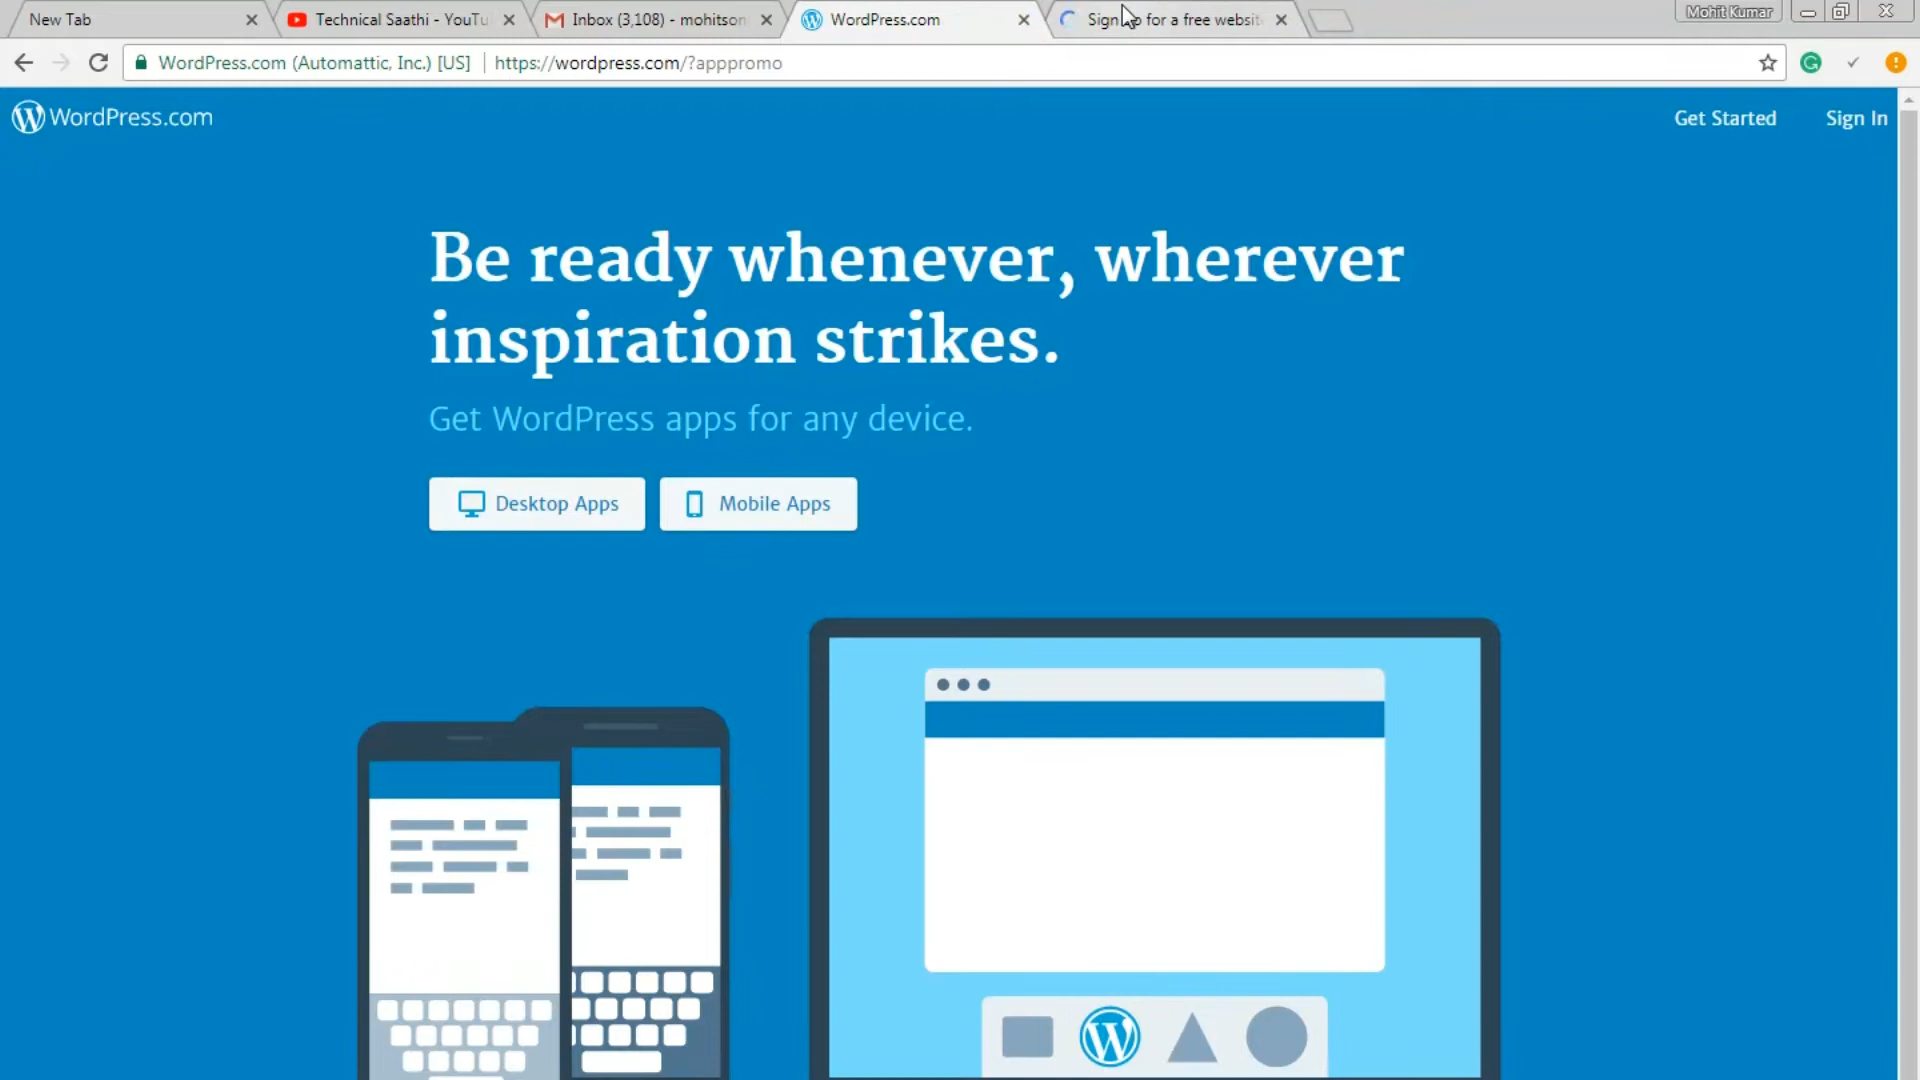 New Tab
Technical Saathi - YouTu
Inbox (3,108) - mohitson
WordPress.com
Sign up for a free websit
Mohit Kumar
WordPress.com (Automattic, Inc.) [US]
https://wordpress.com/?apppromo
WordPress.com
Get Started
Sign In
Be ready whenever, wherever
inspiration strikes.
Get WordPress apps for any device.
Desktop Apps
Mobile Apps